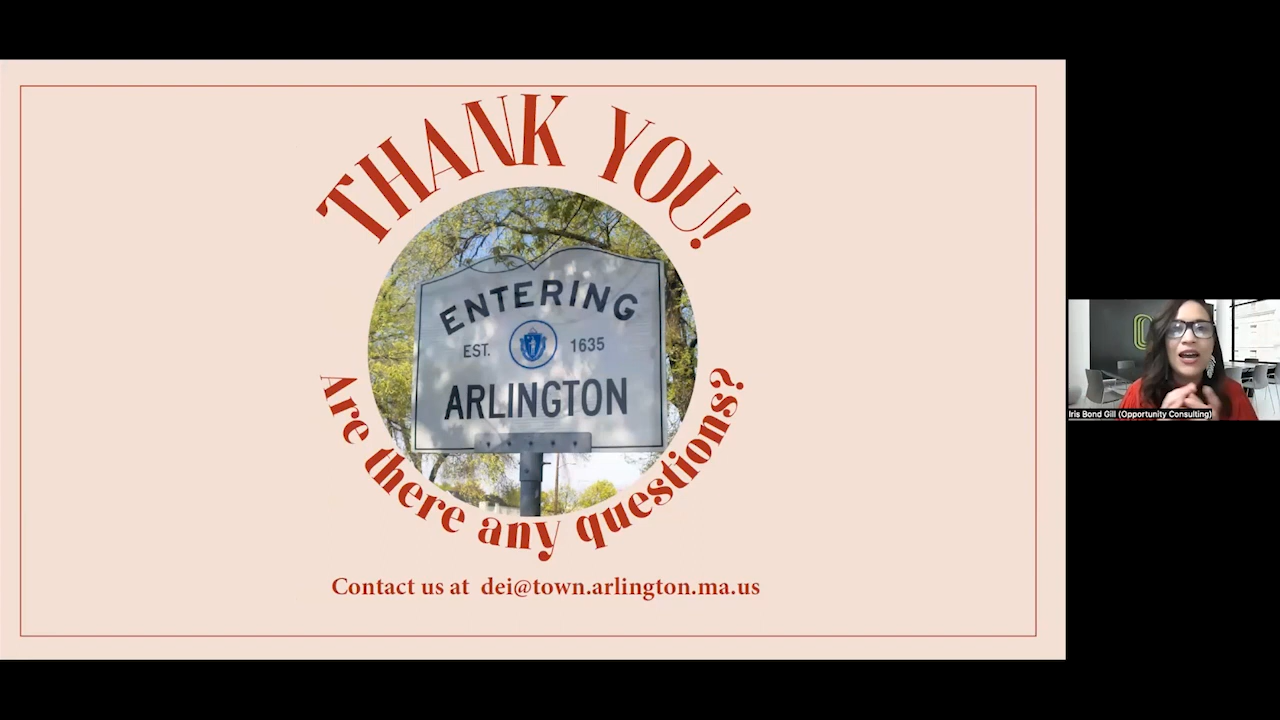 THANK YOU!
ENTERING
EST. 1635
ARLINGTON
Are there any questions?
Contact us at dei@town.arlington.ma.us
Iris Bond Gill (Opportunity Consulting)